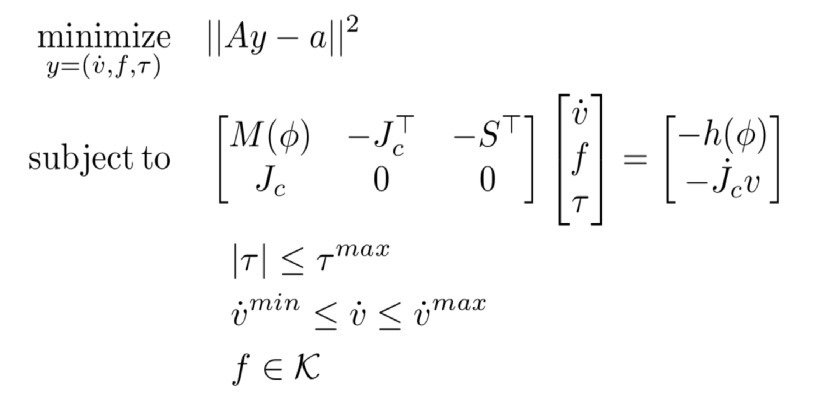 minimize ||Ay − a||²
y=(v̇,f,τ)
subject to [M(ϕ) −J_c^⊤ −S^⊤; J_c 0 0] [v̇; f; τ] = [−h(ϕ); −J̇_c v]
|τ| ≤ τ^{max}
v̇^{min} ≤ v̇ ≤ v̇^{max}
f ∈ 𝒦